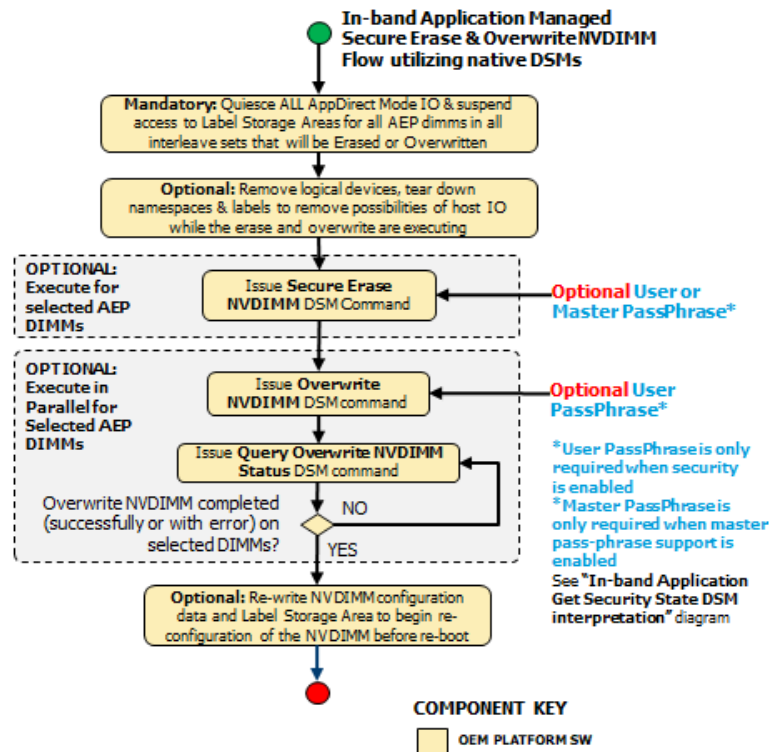 In-band Application Managed
Secure Erase & Overwrite NVDIMM
Flow utilizing native DSMs
Mandatory: Quiesce ALL AppDirect Mode IO & suspend
access to Label Storage Areas for all AEP dimms in all
interleave sets that will be Erased or Overwritten
Optional: Remove logical devices, tear down
namespaces & labels to remove possibilities of host IO
while the erase and overwrite are executing
OPTIONAL:
Execute for
selected AEP
DIMMs
Issue Secure Erase
NVDIMM DSM Command
Optional User or
Master PassPhrase*
OPTIONAL:
Execute in
Parallel for
Selected AEP
DIMMs
Issue Overwrite
NVDIMM DSM command
Optional User
PassPhrase*
Issue Query Overwrite NVDIMM
Status DSM command
Overwrite NVDIMM completed
(successfully or with error) on
selected DIMMs?
NO
YES
*User PassPhrase is only
required when security
is enabled
*Master PassPhrase is
only required when master
pass-phrase support is
enabled
See "In-band Application
Get Security State DSM
interpretation" diagram
Optional: Re-write NVDIMM configuration
data and Label Storage Area to begin re-
configuration of the NVDIMM before re-boot
COMPONENT KEY
OEM PLATFORM SW